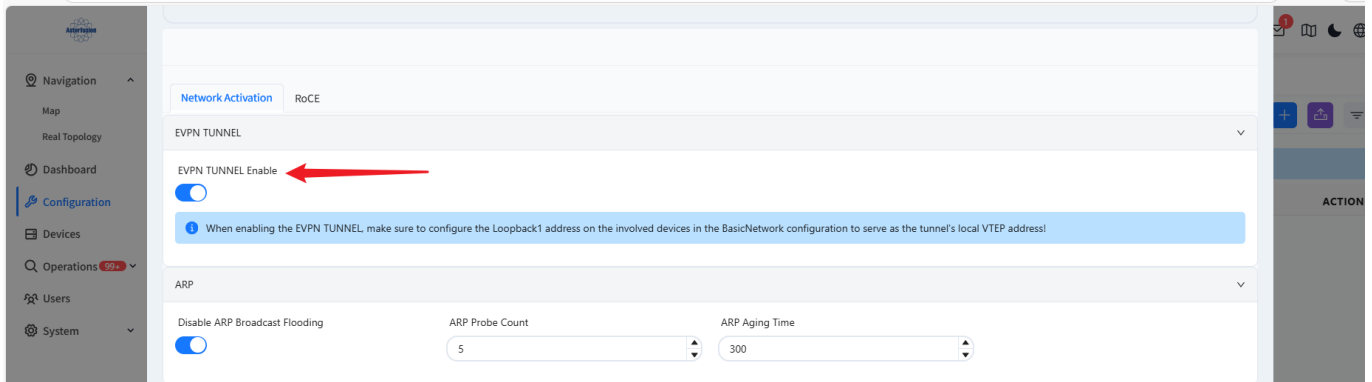 Asterfusion
1
Navigation
Map
Real Topology
Dashboard
Configuration
Devices
Operations 99+
Users
System
Network Activation RoCE
EVPN TUNNEL
EVPN TUNNEL Enable
When enabling the EVPN TUNNEL, make sure to configure the Loopback1 address on the involved devices in the BasicNetwork configuration to serve as the tunnel's local VTEP address!
ARP
Disable ARP Broadcast Flooding ARP Probe Count ARP Aging Time
5 300
ACTION